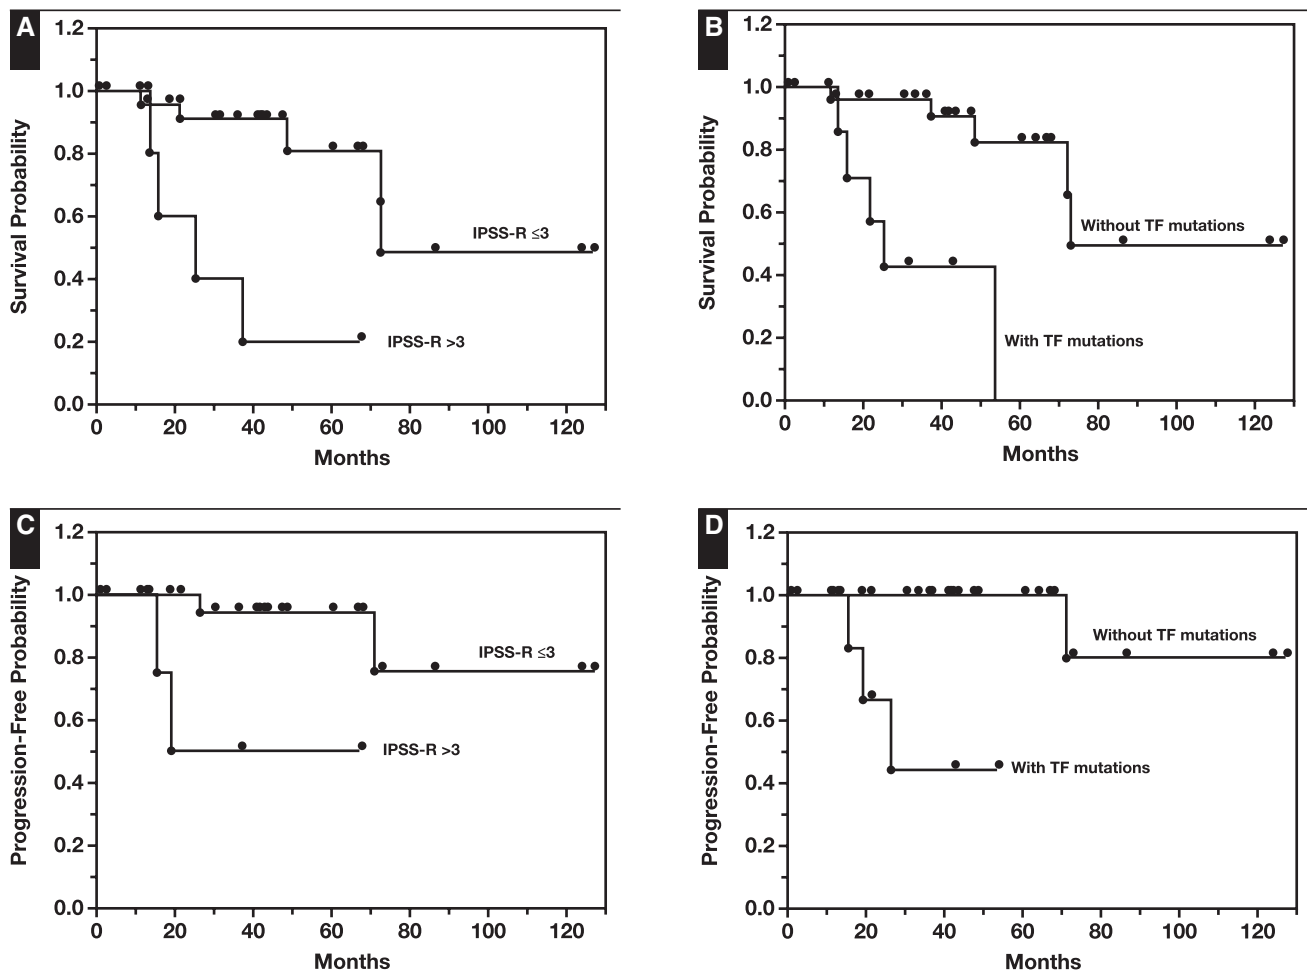 A
1.2
1.0
0.8
0.6
0.4
0.2
0.0
Survival Probability
IPSS-R ≤3
IPSS-R >3
0 20 40 60 80 100 120
Months
B
1.2
1.0
0.8
0.6
0.4
0.2
0.0
Survival Probability
Without TF mutations
With TF mutations
0 20 40 60 80 100 120
Months
C
1.2
1.0
0.8
0.6
0.4
0.2
0.0
Progression-Free Probability
IPSS-R ≤3
IPSS-R >3
0 20 40 60 80 100 120
Months
D
1.2
1.0
0.8
0.6
0.4
0.2
0.0
Progression-Free Probability
Without TF mutations
With TF mutations
0 20 40 60 80 100 120
Months